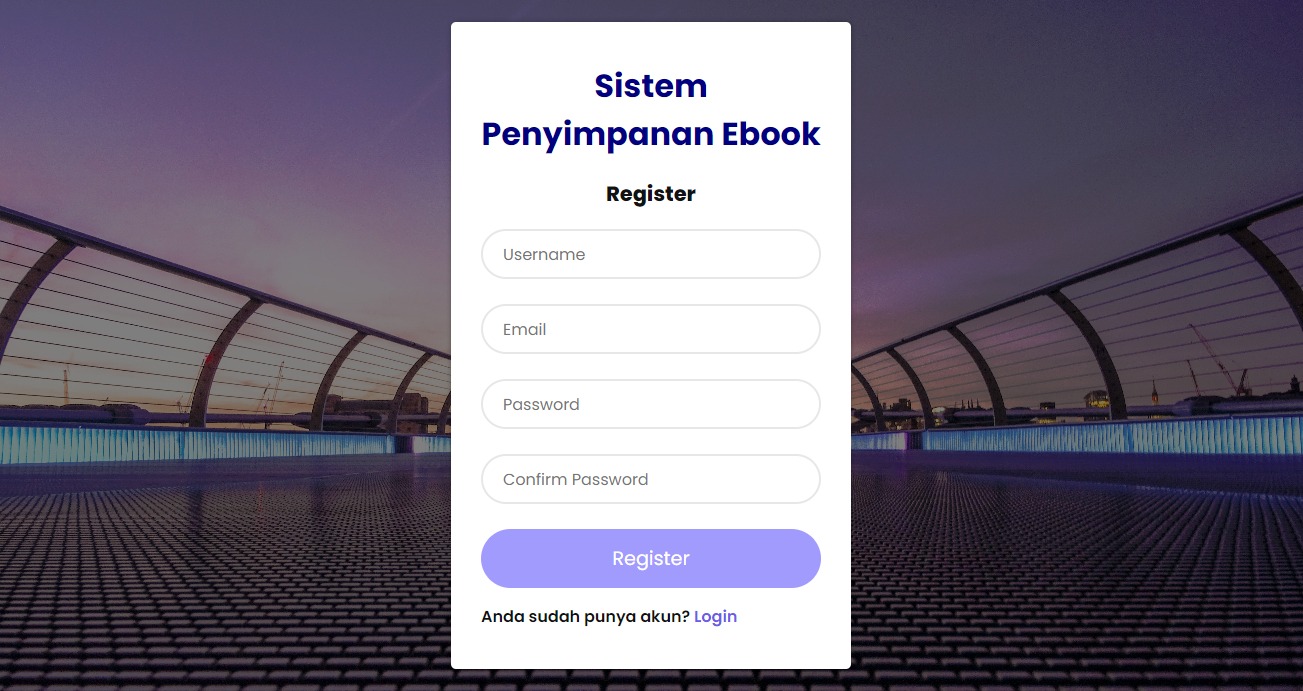 Sistem
Penyimpanan Ebook
Register
Username
Email
Password
Confirm Password
Register
Anda sudah punya akun? Login